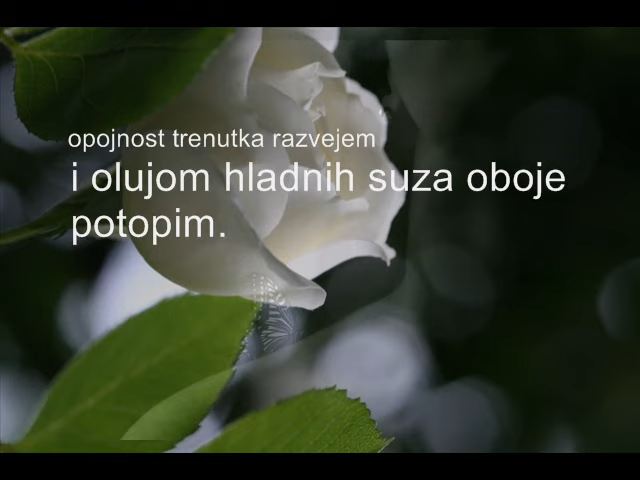 opojnost trenutka razvejem
i olujom hladnih suza oboje
potopim.